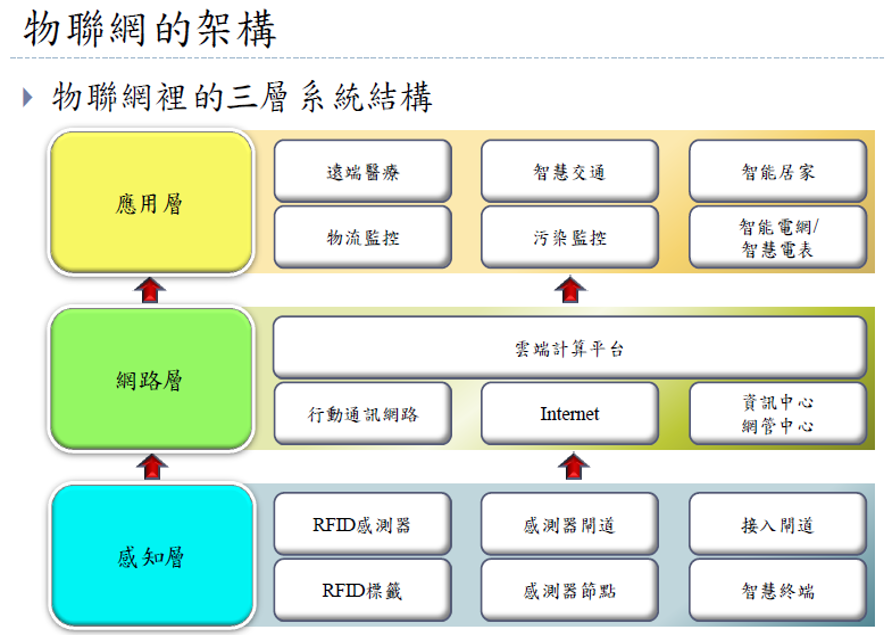 物聯網的架構
物聯網裡的三層系統結構
應用層
遠端醫療
智慧交通
智能居家
物流監控
污染監控
智能電網/
智慧電表
網路層
雲端計算平台
行動通訊網路
Internet
資訊中心
網管中心
感知層
RFID感測器
感測器閘道
接入閘道
RFID標籤
感測器節點
智慧終端